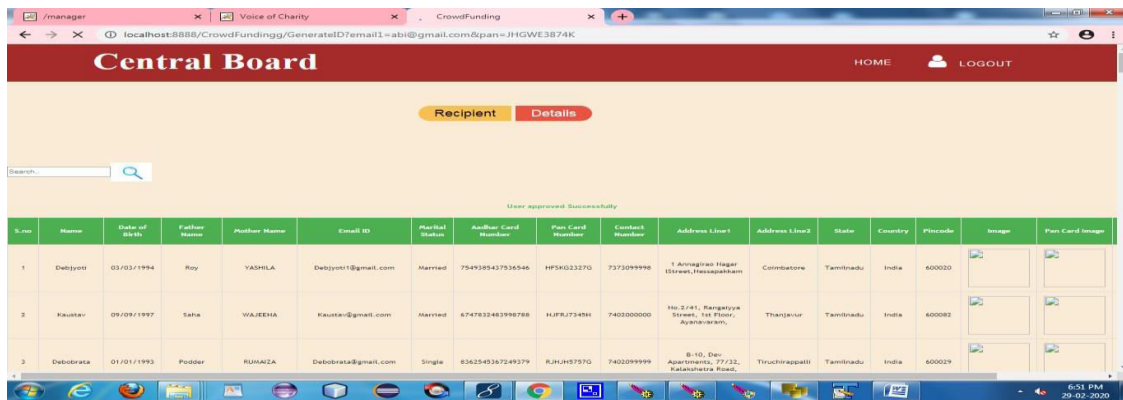 /manager
Voice of Charity
CrowdFunding
localhost:8888/CrowdFundingg/GenerateID?email1=abi@gmail.com&pan=JHGWE3874K
Central Board
HOME
LOGOUT
Recipient Details
Search..
User approved Successfully
S.no Name Date of Birth Father Name Mother Name Email ID Marital Status Aadhar Card Number Pan Card Number Contact Number Address Line1 Address Line2 State Country Pincode Image Pan Card Image
1 Debjyoti 03/03/1994 Roy YASHILA Debjyoti1@gmail.com Married 7549385437536546 HFSKG2327G 7373099998 1 Annagirao Nagar IStreet,Hessapakkam Coimbatore Tamilnadu India 600020
2 Kaustav 09/09/1997 Saha WAJEEHA Kaustav@gmail.com Married 6747832483998788 HJFRJ7345H 7402000000 No.2/41, Rangaiyya Street, 1st Floor, Ayanavaram, Thanjavur Tamilnadu India 600082
3 Debobrata 01/01/1993 Podder RUMAIZA Debobrata@gmail.com Single 8362545367249379 RJHJH5757G 7402099999 B-10, Dev Apartments, 77/32, Kalakshetra Road, Tiruchirappalli Tamilnadu India 600029
6:51 PM
29-02-2020